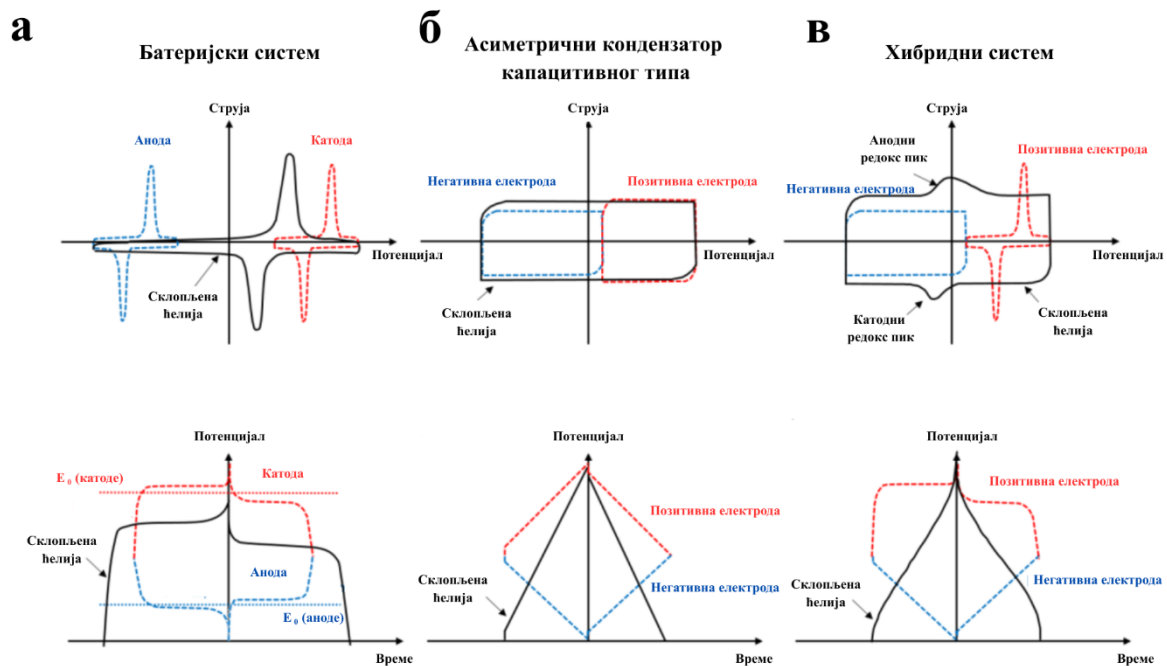 а
Батеријски систем
Струја
Анода
Катода
Потенцијал
Склопљена
ћелија
б
Асиметрични кондензатор
капацитивног типа
Струја
Негативна електрода
Позитивна електрода
Потенцијал
Склопљена
ћелија
в
Хибридни систем
Струја
Анодни
редокс пик
Позитивна електрода
Негативна електрода
Потенцијал
Катодни
редокс пик
Склопљена
ћелија
Потенцијал
E₀ (катоде)
Катода
Склопљена
ћелија
Анода
E₀ (аноде)
Време
Потенцијал
Позитивна електрода
Склопљена
ћелија
Негативна електрода
Време
Потенцијал
Позитивна електрода
Склопљена
ћелија
Негативна електрода
Време